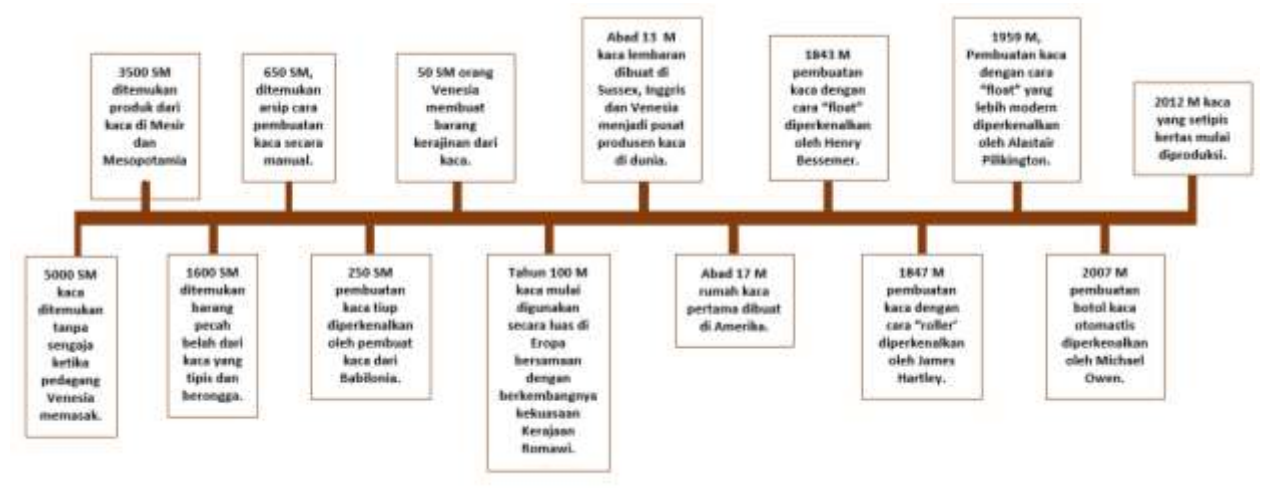 3500 SM
ditemukan
produk dari
kaca di Mesir
dan
Mesopotamia
650 SM,
ditemukan
arsip cara
pembuatan
kaca secara
manual.
50 SM orang
Venesia
membuat
barang
kerajinan dari
kaca.
Abad 13 M
kaca lembaran
dibuat di
Sussex, Inggris
dan Venesia
menjadi pusat
produsen kaca
di dunia.
1843 M
pembuatan
kaca dengan
cara "float"
diperkenalkan
oleh Henry
Bessemer.
1959 M,
Pembuatan kaca
dengan cara
"float" yang
lebih modern
diperkenalkan
oleh Alastair
Pilikington.
2012 M kaca
yang setipis
kertas mulai
diproduksi.
5000 SM
kaca
ditemukan
tanpa
sengaja
ketika
pedagang
Venesia
memasak.
1600 SM
ditemukan
barang
pecah
belah dari
kaca yang
tipis dan
berongga.
250 SM
pembuatan
kaca tiup
diperkenalkan
oleh pembuat
kaca dari
Babilonia.
Tahun 100 M
kaca mulai
digunakan
secara luas di
Eropa
bersamaan
dengan
berkembangnya
kekuasaan
Kerajaan
Romawi.
Abad 17 M
rumah kaca
pertama dibuat
di Amerika.
1847 M
pembuatan
kaca dengan
cara "roller'
diperkenalkan
oleh James
Hartley.
2007 M
pembuatan
botol kaca
otomastis
diperkenalkan
oleh Michael
Owen.